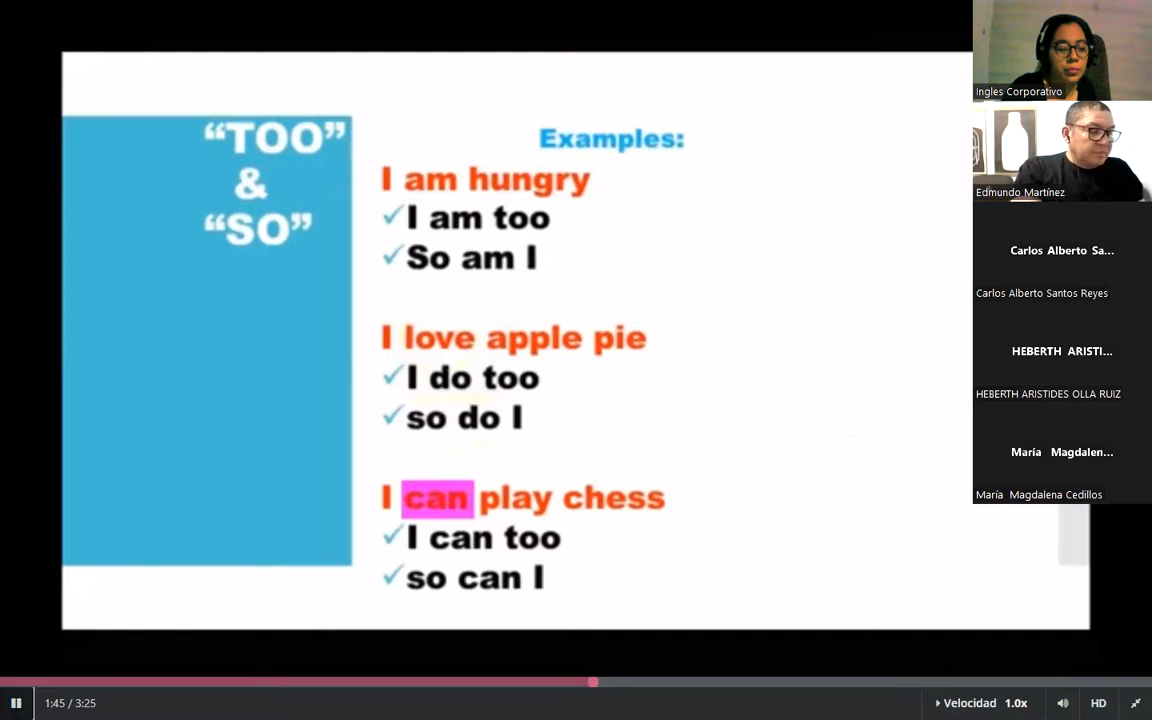 “TOO”
&
“SO”
Examples:
I am hungry
I am too
So am I
I love apple pie
I do too
so do I
I can play chess
I can too
so can I
Ingles Corporativo
Edmundo Martínez
Carlos Alberto Sa...
Carlos Alberto Santos Reyes
HEBERTH ARISTI...
HEBERTH ARISTIDES OLLA RUIZ
María Magdalen...
María Magdalena Cedillos
1:45 / 3:25
Velocidad 1.0x
HD